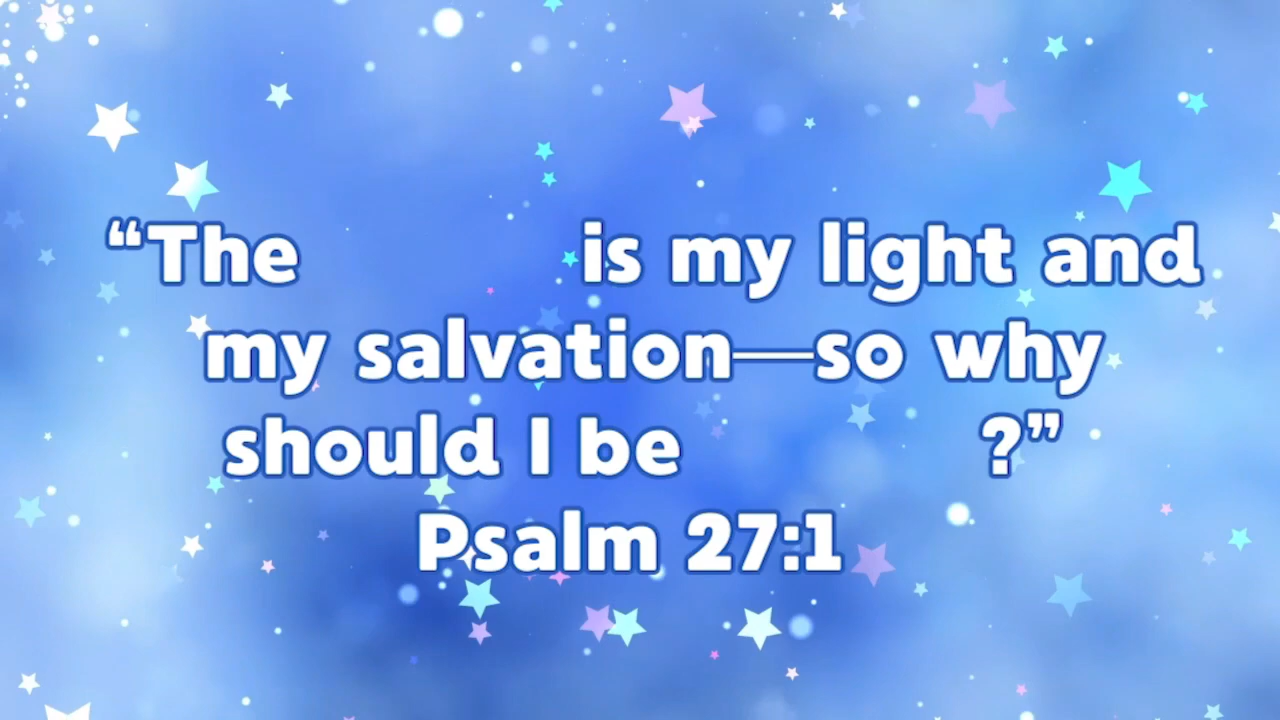 “The is my light and
my salvation—so why
should I be ?”
Psalm 27:1